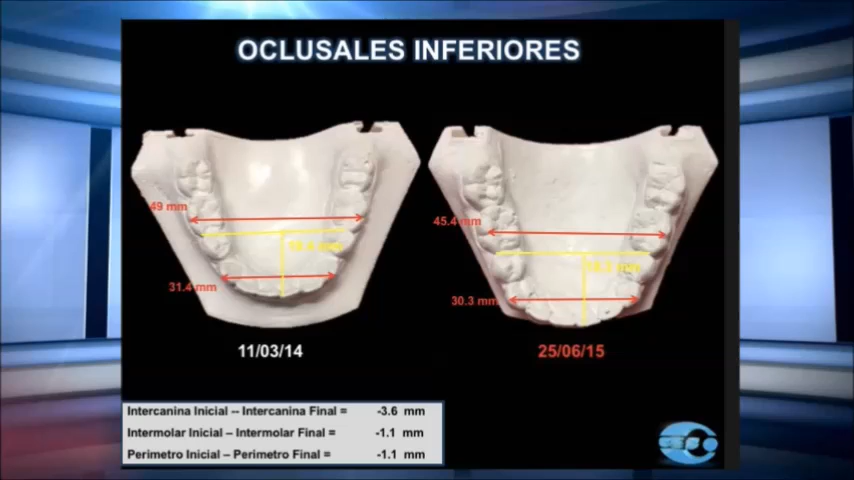 OCLUSALES INFERIORES
49 mm
31.4 mm
45.4 mm
30.3 mm
11/03/14
25/06/15
Intercanina Inicial -- Intercanina Final = -3.6 mm
Intermolar Inicial – Intermolar Final = -1.1 mm
Perimetro Inicial – Perimetro Final = -1.1 mm